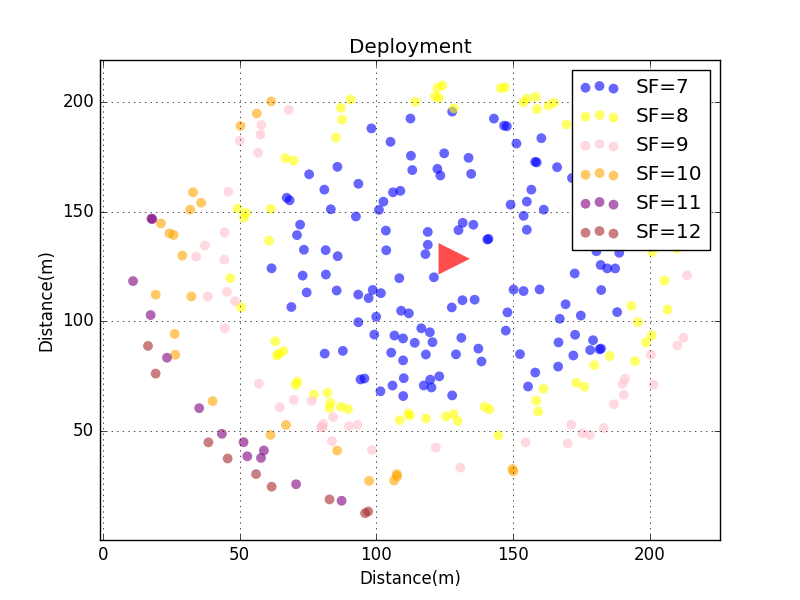 Deployment
SF=7
SF=8
SF=9
SF=10
SF=11
SF=12
200
150
100
50
0
50
100
150
200
Distance(m)
Distance(m)